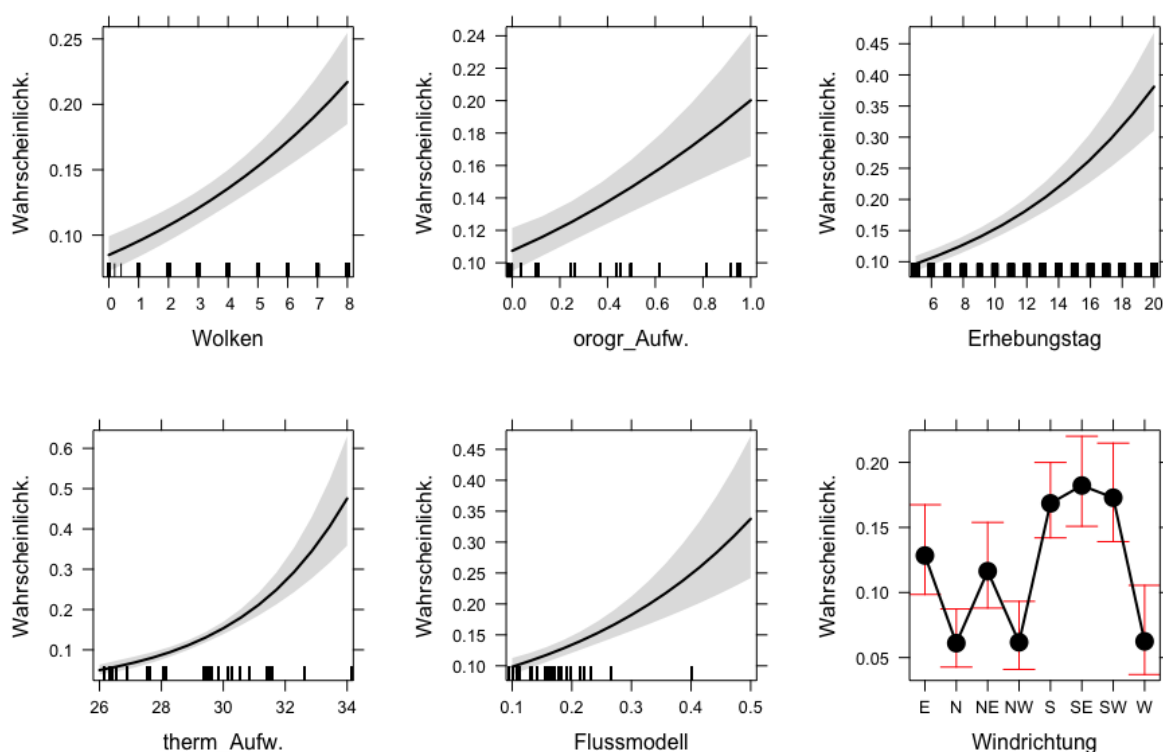 Wahrscheinlichk.
0.25
0.20
0.15
0.10
0 1 2 3 4 5 6 7 8
Wolken
Wahrscheinlichk.
0.24
0.22
0.20
0.18
0.16
0.14
0.12
0.10
0.0 0.2 0.4 0.6 0.8 1.0
orogr_Aufw.
Wahrscheinlichk.
0.45
0.40
0.35
0.30
0.25
0.20
0.15
0.10
6 8 10 12 14 16 18 20
Erhebungstag
Wahrscheinlichk.
0.6
0.5
0.4
0.3
0.2
0.1
26 28 30 32 34
therm_Aufw.
Wahrscheinlichk.
0.45
0.40
0.35
0.30
0.25
0.20
0.15
0.10
0.1 0.2 0.3 0.4 0.5
Flussmodell
Wahrscheinlichk.
0.20
0.15
0.10
0.05
E N NE NW S SE SW W
Windrichtung